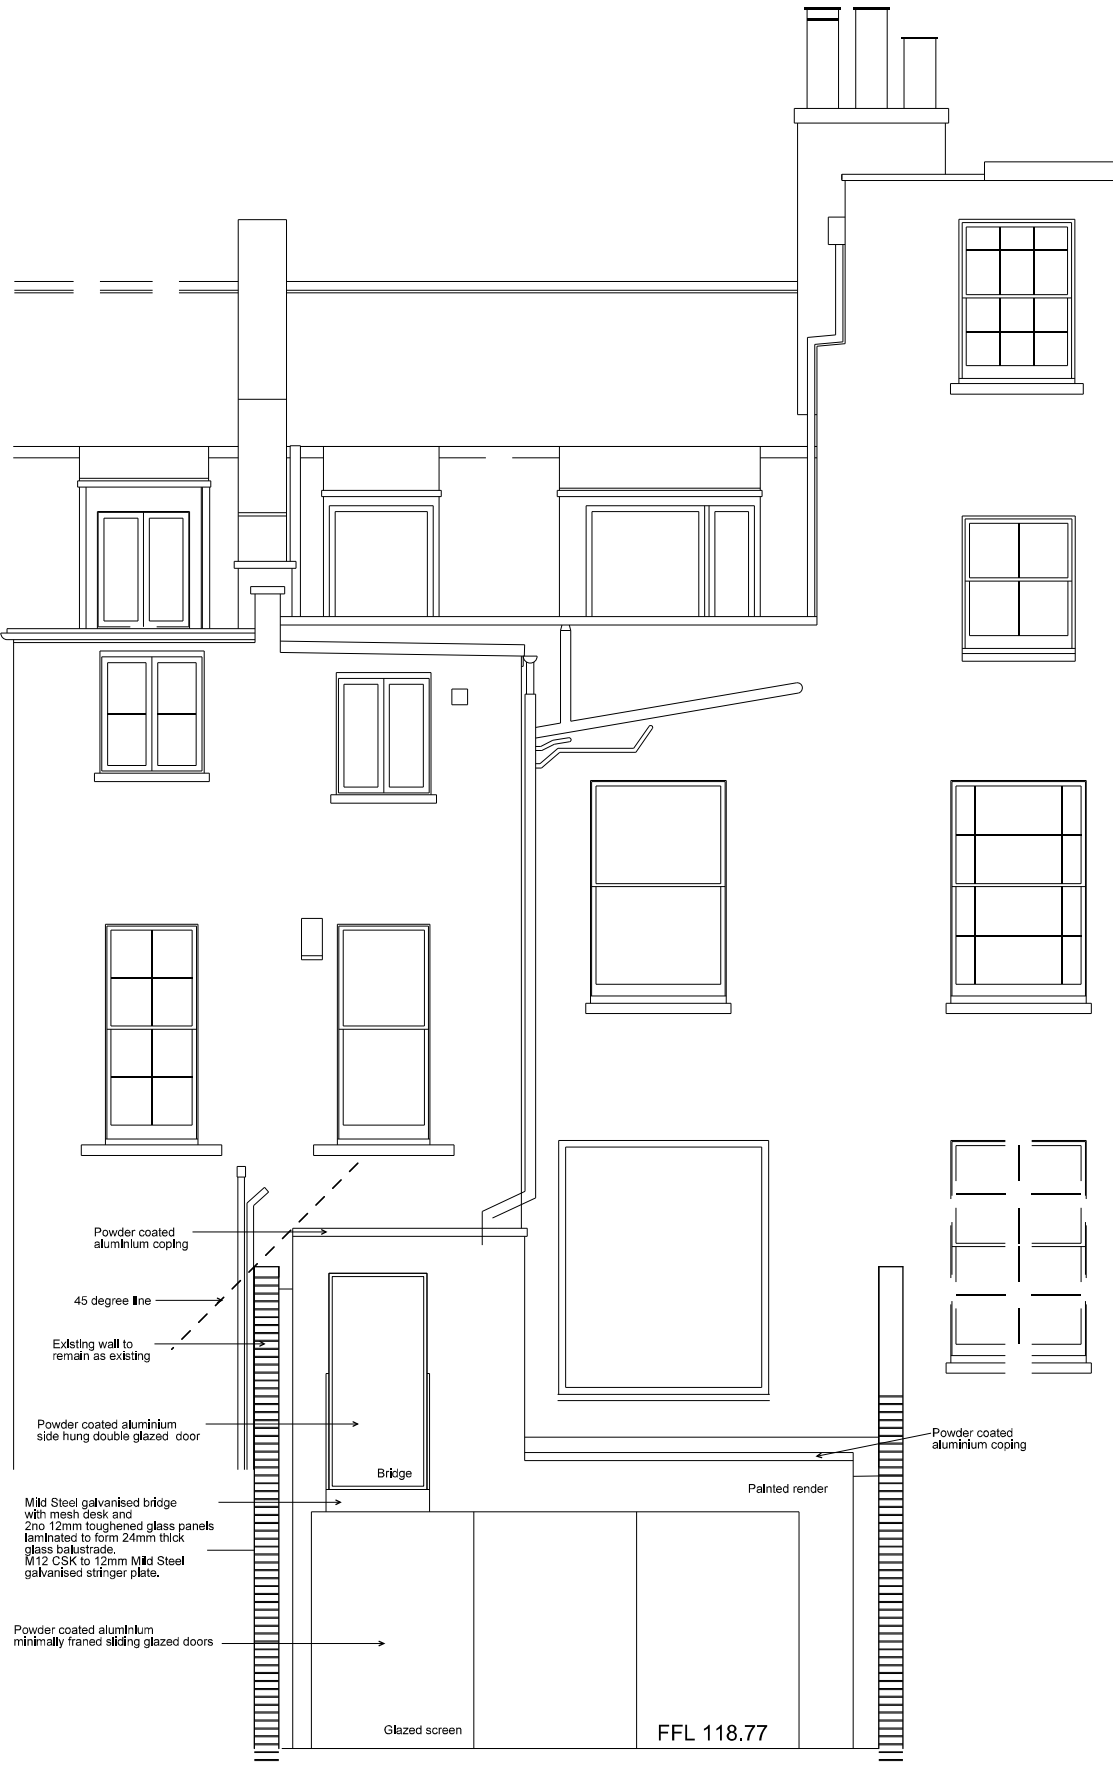 Powder coated
aluminium coping
45 degree line
Existing wall to
remain as existing
Powder coated aluminium
side hung double glazed door
Bridge
Powder coated
aluminium coping
Painted render
Mild Steel galvanised bridge
with mesh desk and
2no 12mm toughened glass panels
laminated to form 24mm thick
glass balustrade.
M12 CSK to 12mm Mild Steel
galvanised stringer plate.
Powder coated aluminium
minimally franed sliding glazed doors
Glazed screen
FFL 118.77